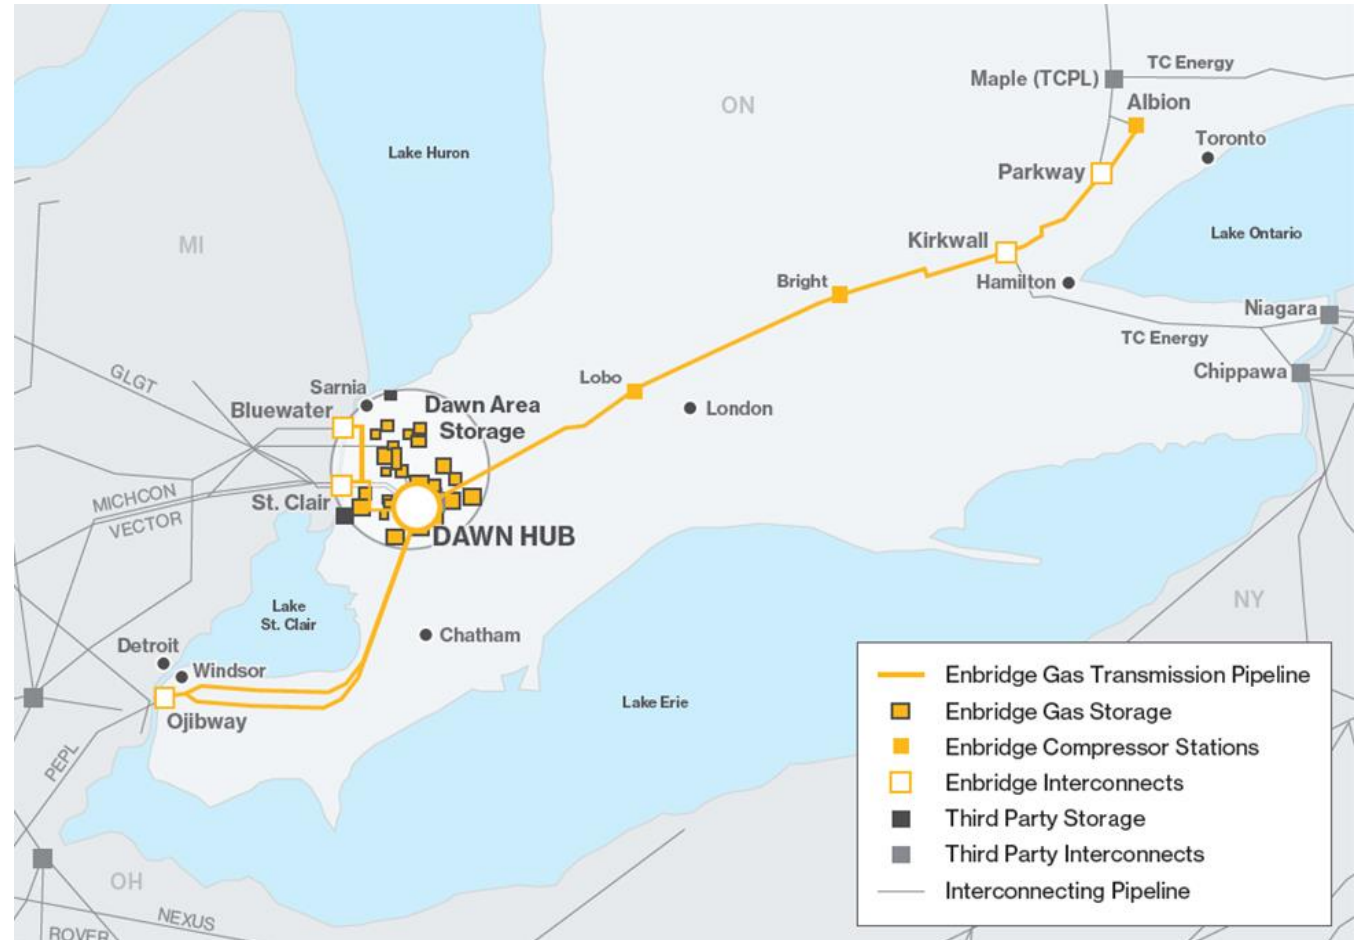 TC Energy
Maple (TCPL)
Albion
ON
Toronto
Lake Huron
Parkway
MI
Kirkwall
Lake Ontario
Bright
Hamilton
Niagara
TC Energy
GLGT
Sarnia
Lobo
Chippawa
Bluewater
Dawn Area
Storage
London
MICHCON
St. Clair
VECTOR
DAWN HUB
NY
Lake
St. Clair
Chatham
Detroit
Windsor
Ojibway
Lake Erie
PEPL
OH
NEXUS
ROVER
Enbridge Gas Transmission Pipeline
Enbridge Gas Storage
Enbridge Compressor Stations
Enbridge Interconnects
Third Party Storage
Third Party Interconnects
Interconnecting Pipeline